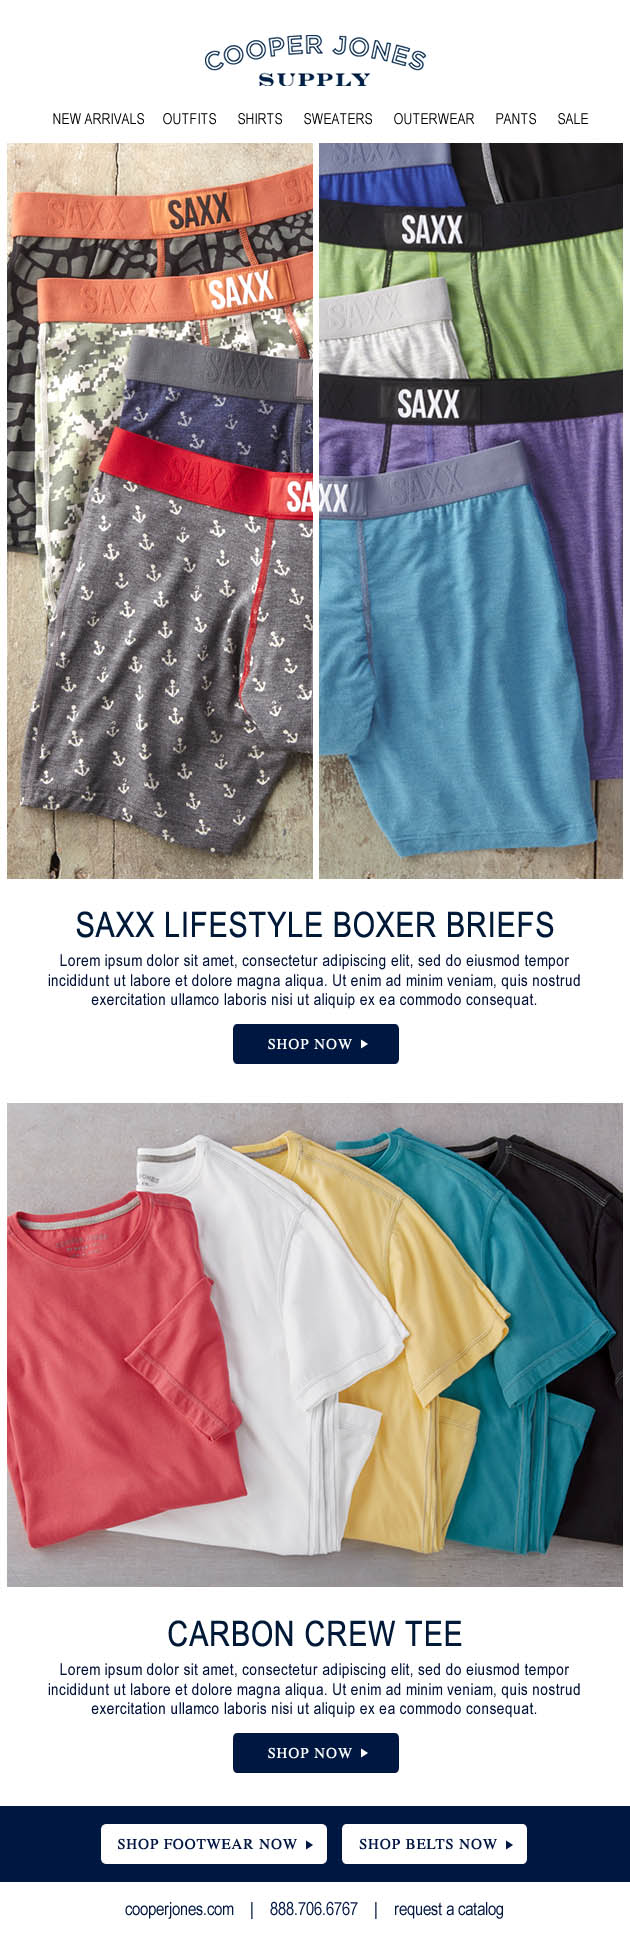 COOPER JONES
SUPPLY
NEW ARRIVALS OUTFITS SHIRTS SWEATERS OUTERWEAR PANTS SALE
SAXX SAXX
SAXX SAXX
SAXX
SAXX SAXX
SAXX
SAXX
SAXX
SAXX
SAXX LIFESTYLE BOXER BRIEFS
Lorem ipsum dolor sit amet, consectetur adipiscing elit, sed do eiusmod tempor
incididunt ut labore et dolore magna aliqua. Ut enim ad minim veniam, quis nostrud
exercitation ullamco laboris nisi ut aliquip ex ea commodo consequat.
SHOP NOW
JONES
CARBON CREW TEE
Lorem ipsum dolor sit amet, consectetur adipiscing elit, sed do eiusmod tempor
incididunt ut labore et dolore magna aliqua. Ut enim ad minim veniam, quis nostrud
exercitation ullamco laboris nisi ut aliquip ex ea commodo consequat.
SHOP NOW
SHOP FOOTWEAR NOW SHOP BELTS NOW
cooperjones.com | 888.706.6767 | request a catalog